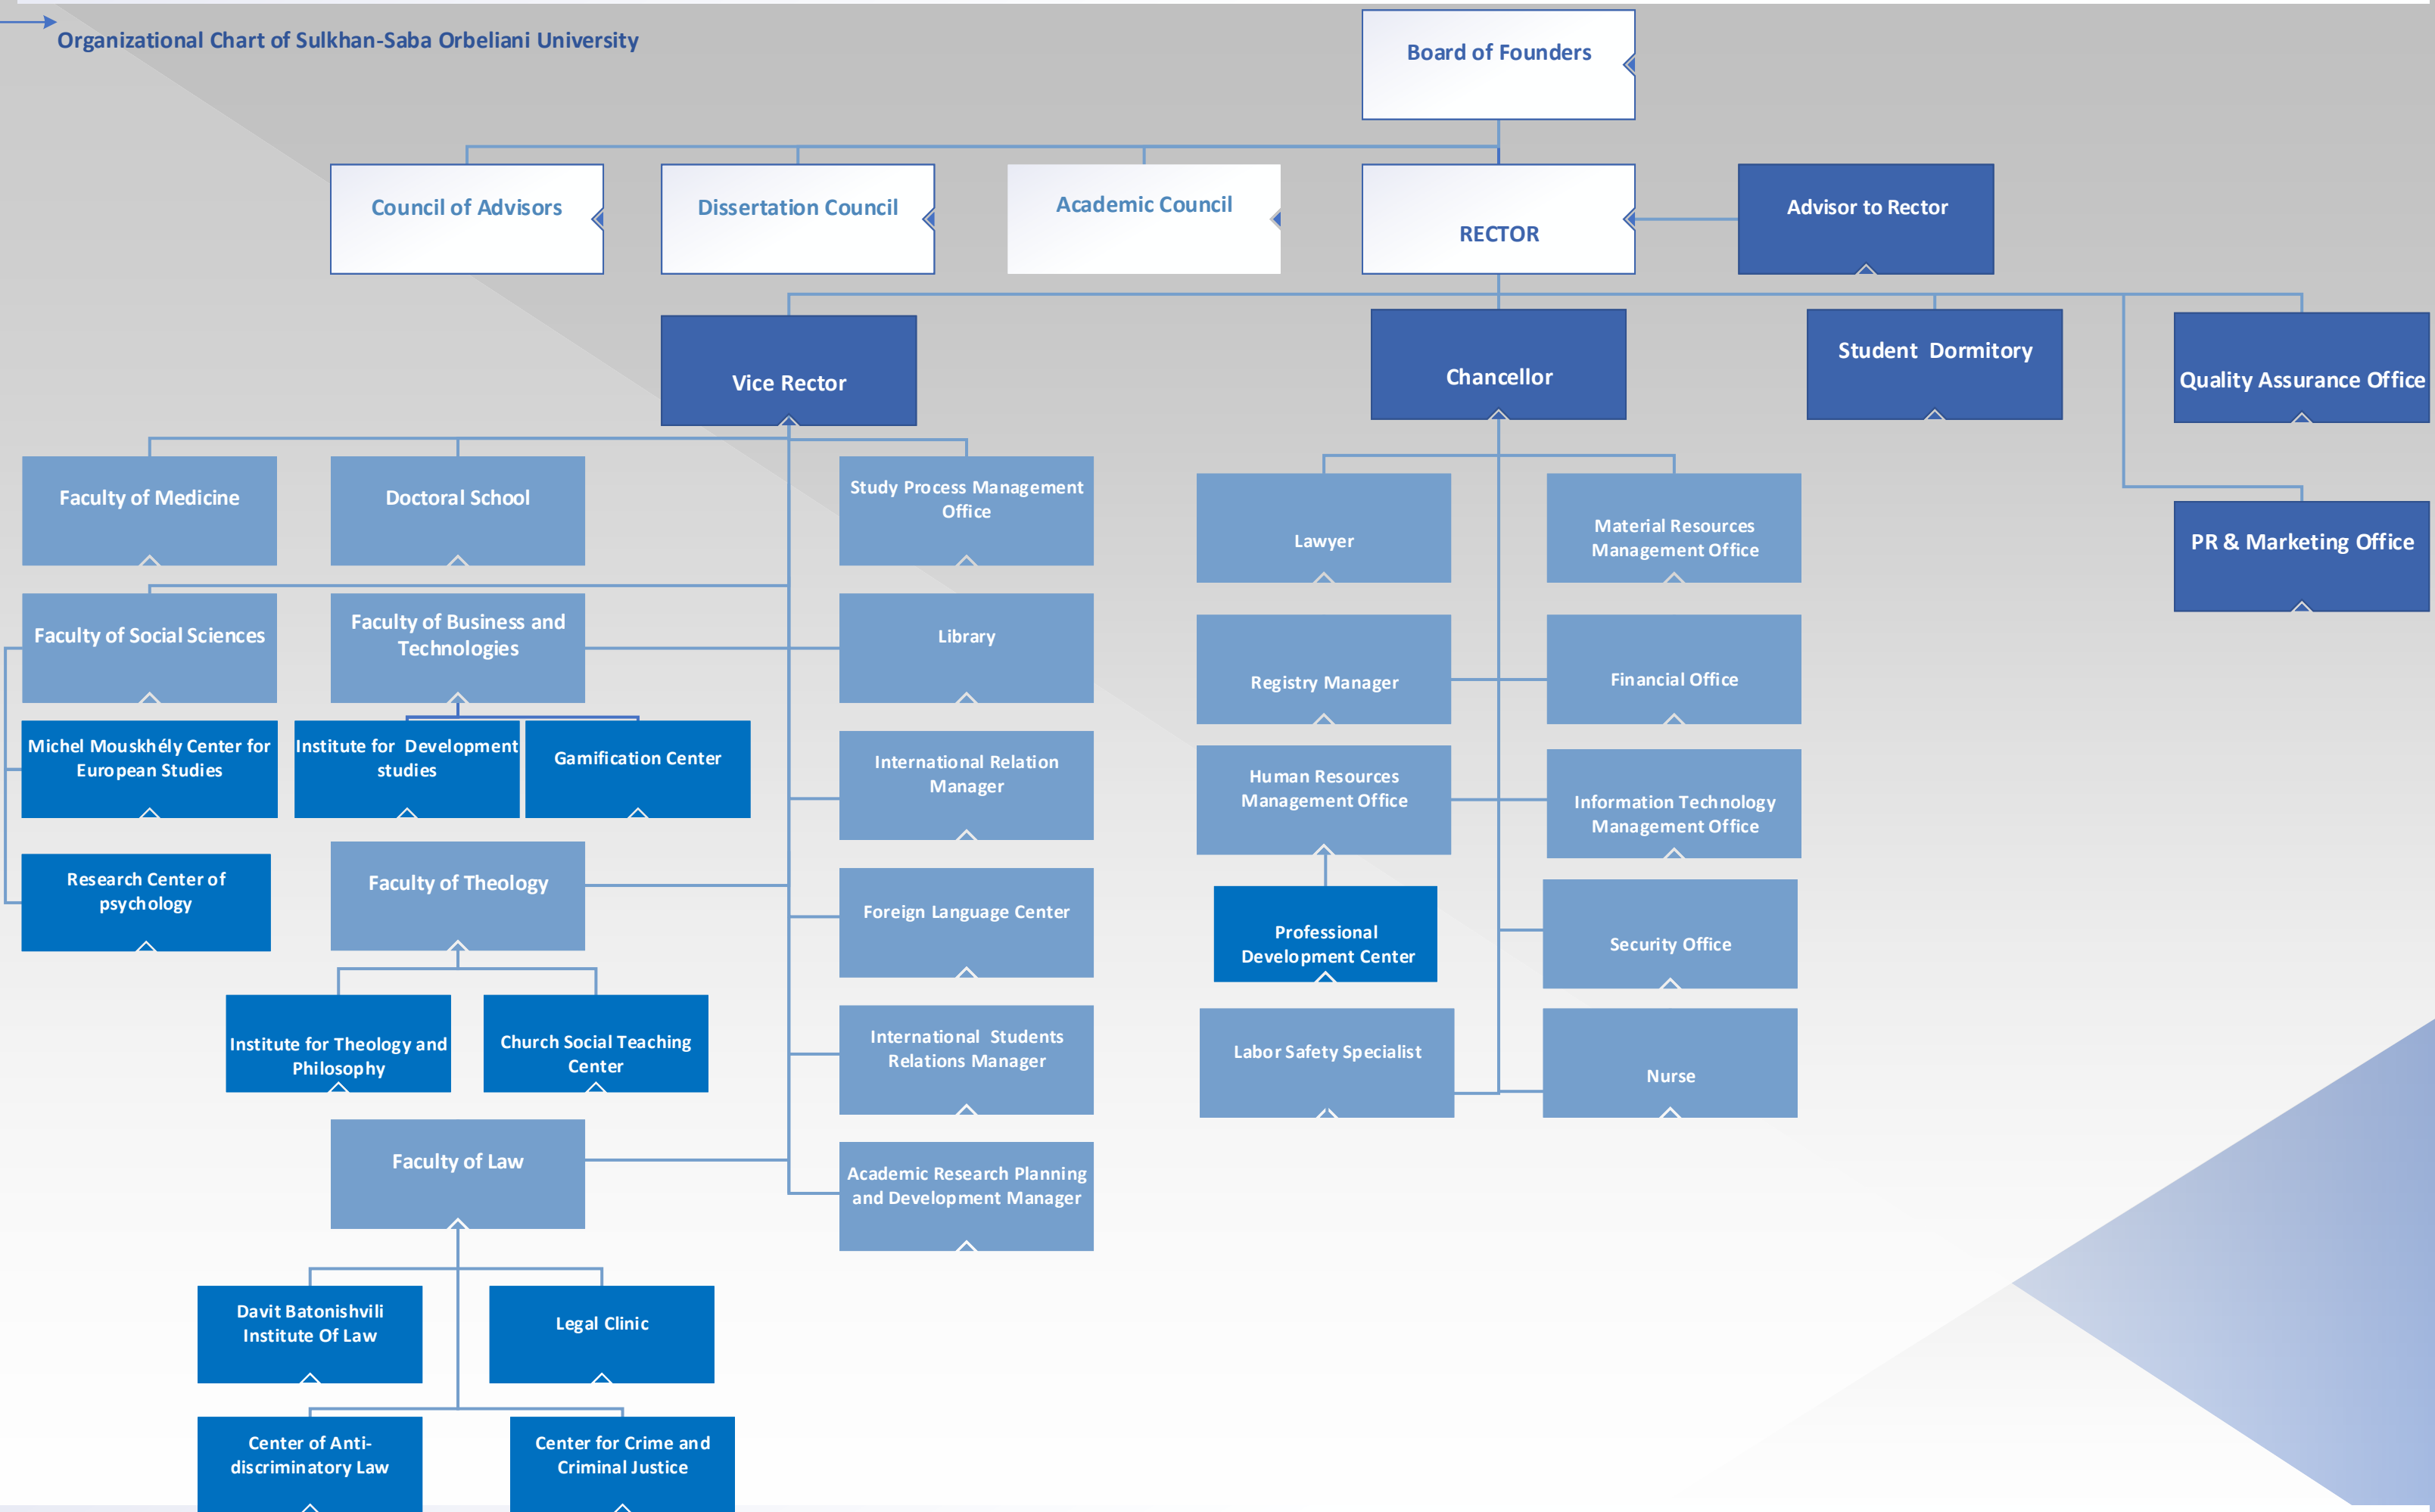 Organizational Chart of Sulkhan-Saba Orbeliani University
Board of Founders
Council of Advisors
Dissertation Council
Academic Council
RECTOR
Advisor to Rector
Vice Rector
Chancellor
Student  Dormitory
Quality Assurance Office
PR & Marketing Office
Faculty of Medicine
Doctoral School
Study Process Management
Office
Faculty of Social Sciences
Faculty of Business and
Technologies
Library
Michel Mouskhély Center for
European Studies
Institute for  Development
studies
Gamification Center
International Relation
Manager
Research Center of
psychology
Faculty of Theology
Foreign Language Center
Institute for Theology and
Philosophy
Church Social Teaching
Center
International  Students
Relations Manager
Faculty of Law
Academic Research Planning
and Development Manager
Davit Batonishvili
Institute Of Law
Legal Clinic
Center of Anti-
discriminatory Law
Center for Crime and
Criminal Justice
Lawyer
Material Resources
Management Office
Registry Manager
Financial Office
Human Resources
Management Office
Information Technology
Management Office
Professional
Development Center
Security Office
Labor Safety Specialist
Nurse